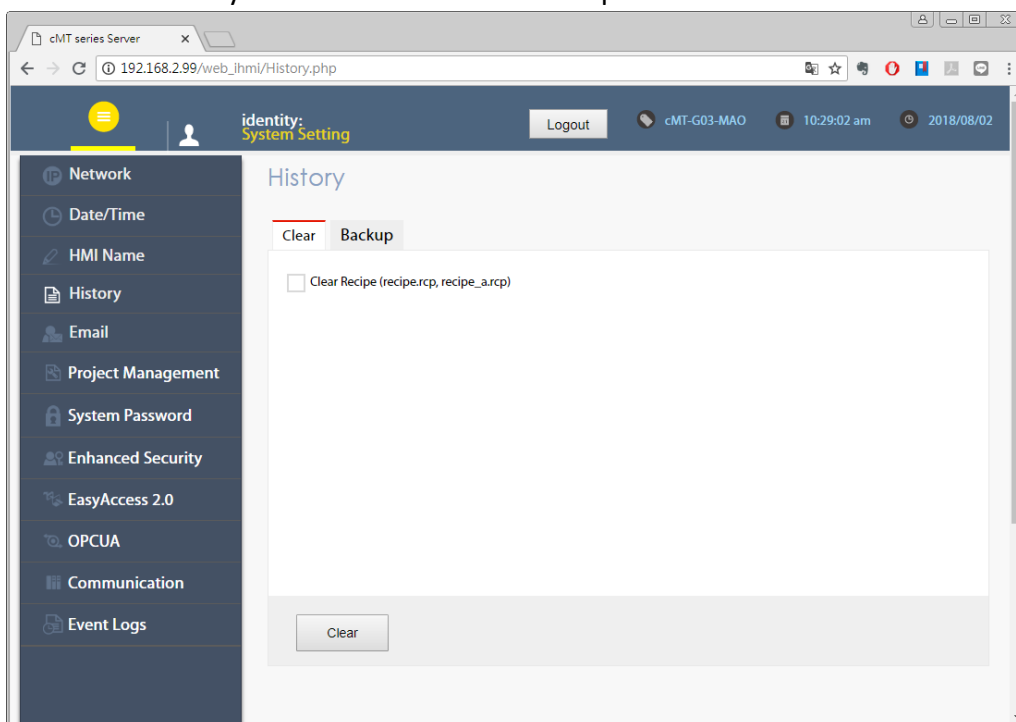 cMT series Server
192.168.2.99/web_ihmi/History.php
identity:
System Setting
Logout
cMT-G03-MAO
10:29:02 am
2018/08/02
Network
Date/Time
HMI Name
History
Email
Project Management
System Password
Enhanced Security
EasyAccess 2.0
OPCUA
Communication
Event Logs
History
Clear Backup
Clear Recipe (recipe.rcp, recipe_a.rcp)
Clear